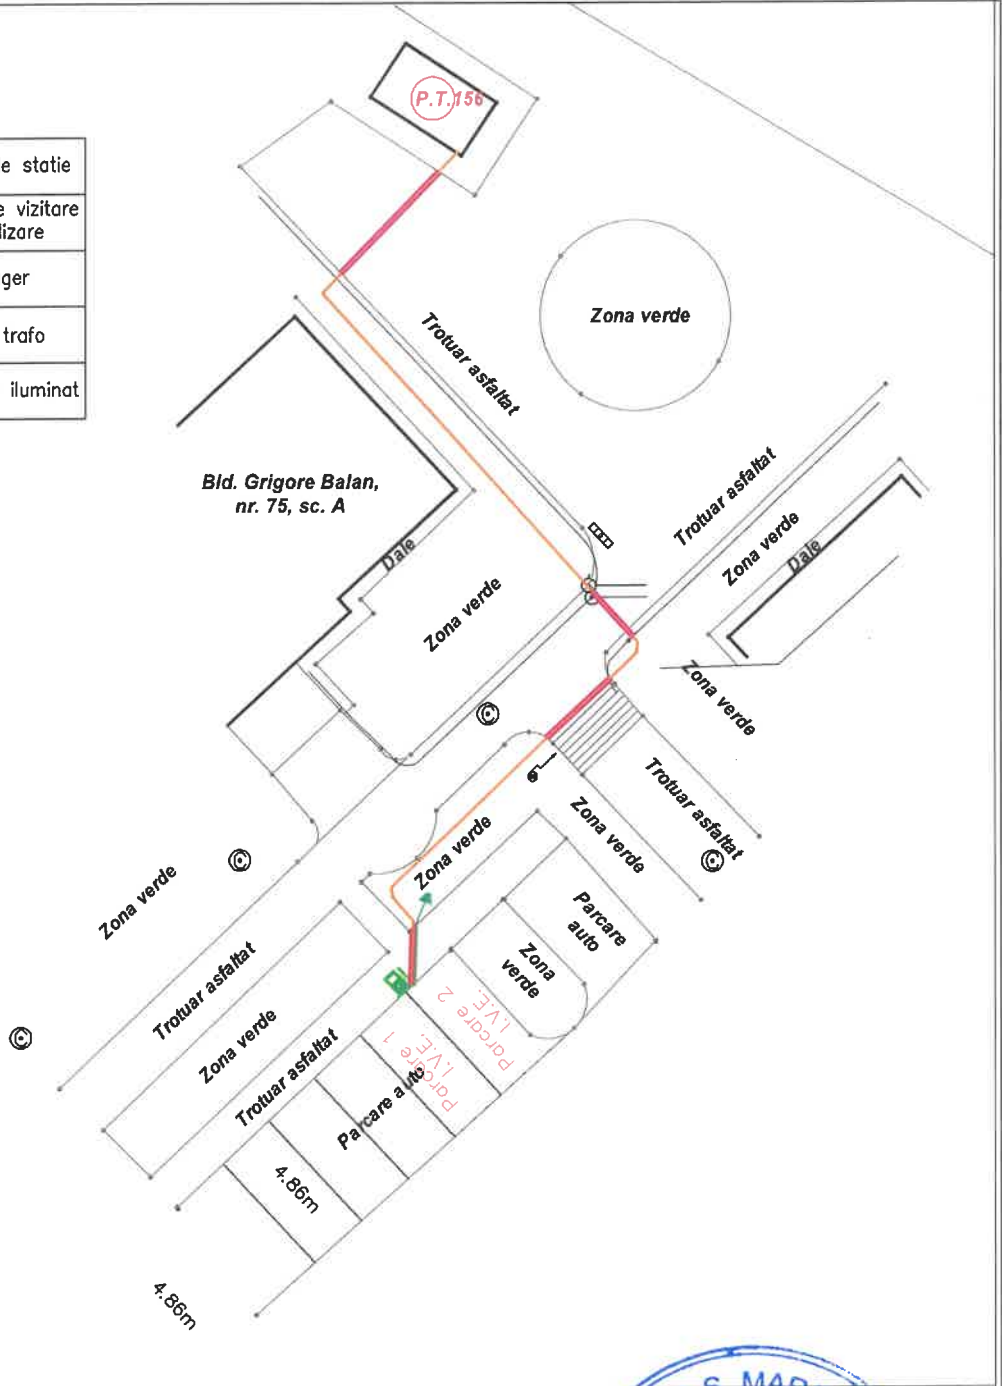 P.T.156
e statie
e vizitare
lizare
ger
trafo
iluminat
Zona verde
Trotuar asfaltat
Bld. Grigore Balan,
nr. 75, sc. A
Trotuar asfaltat
Zona verde
Dale
Dale
Zona verde
Zona verde
Trotuar asfaltat
Zona verde
Zona verde
Zona verde
Parcare
auto
Zona
verde
Trotuar asfaltat
Zona verde
Trotuar asfaltat
Parcare 2
I.V.E.
Parcare 1
I.V.E.
Parcare auto
4.86m
4.86m
S. MAR